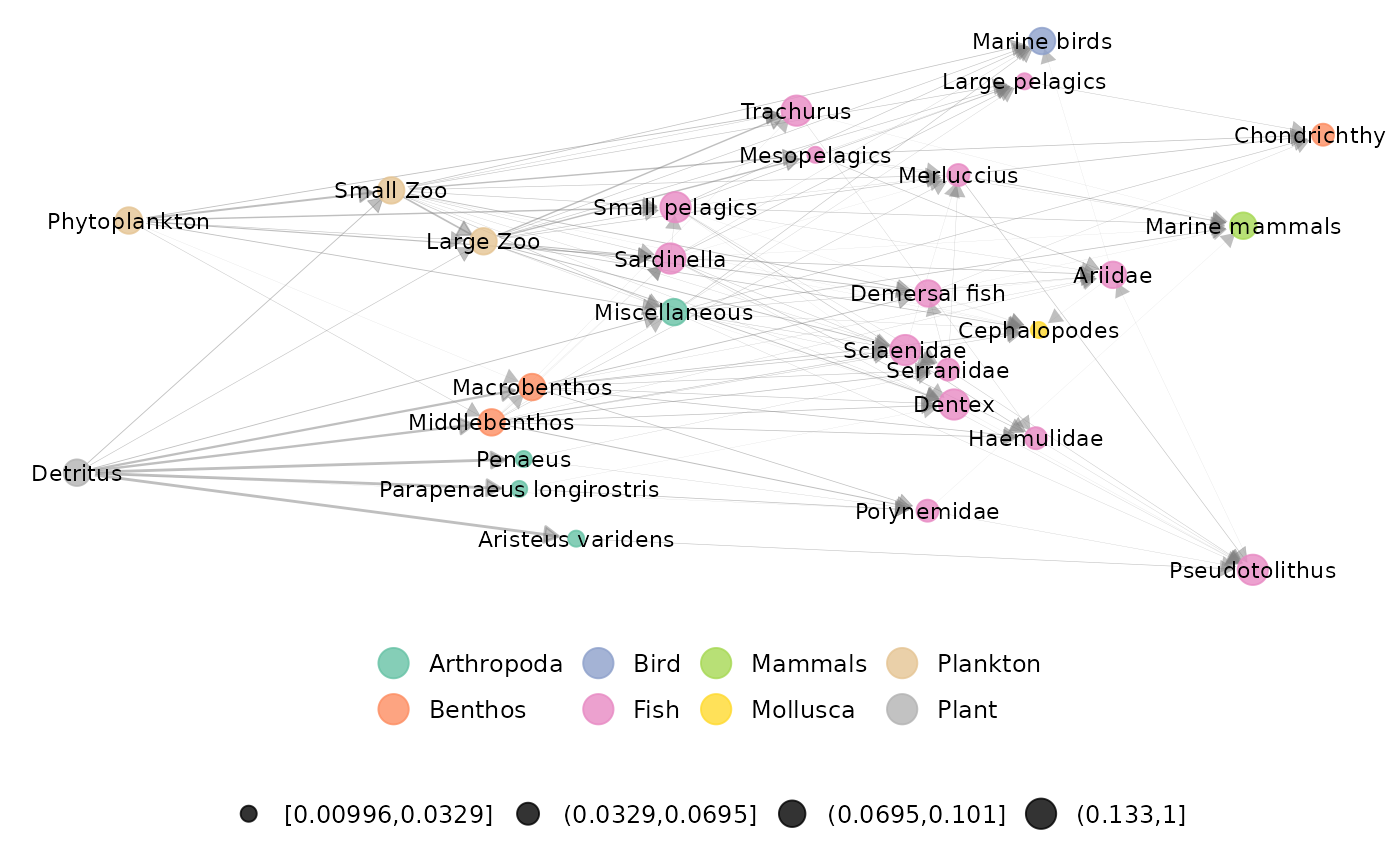 Marine birds
Large pelagics
Trachurus
Chondrichthy
Mesopelagics
Merluccius
Small Zoo
Small pelagics
Phytoplankton
Marine mammals
Large Zoo
Sardinella
Ariidae
Demersal fish
Miscellaneous
Cephalopodes
Sciaenidae
Serranidae
Macrobenthos
Dentex
Middlebenthos
Haemulidae
Penaeus
Detritus
Parapenaeus longirostris
Polynemidae
Aristeus varidens
Pseudotolithus
Arthropoda
Bird
Mammals
Plankton
Benthos
Fish
Mollusca
Plant
[0.00996,0.0329]
(0.0329,0.0695]
(0.0695,0.101]
(0.133,1]